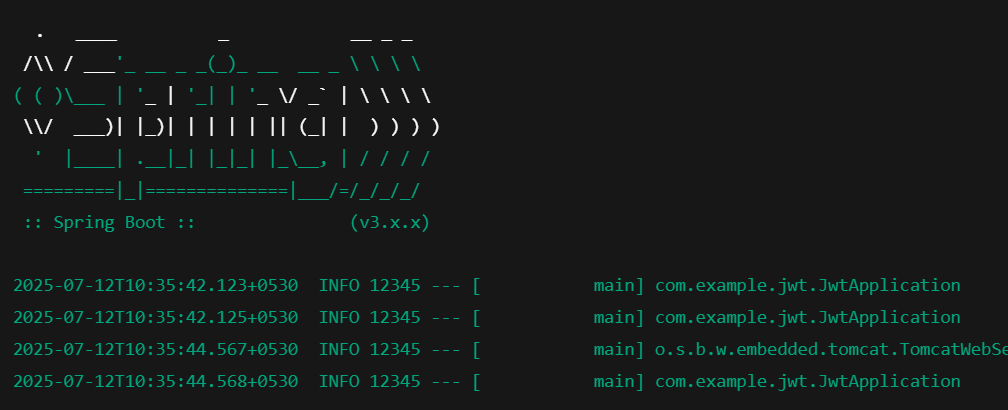 .   ____          _            __ _ _
 /\\ / ___'_ __ _ _(_)_ __  __ _ \ \ \ \
( ( )\___ | '_ | '_| | '_ \/ _` | \ \ \ \
 \\/  ___)| |_)| | | | | || (_| |  ) ) ) )
  '  |____| .__|_| |_|_| |_\__, | / / / /
 =========|_|==============|___/=/_/_/_/
 :: Spring Boot ::               (v3.x.x)

2025-07-12T10:35:42.123+0530  INFO 12345 --- [           main] com.example.jwt.JwtApplication
2025-07-12T10:35:42.125+0530  INFO 12345 --- [           main] com.example.jwt.JwtApplication
2025-07-12T10:35:44.567+0530  INFO 12345 --- [           main] o.s.b.w.embedded.tomcat.TomcatWebSe
2025-07-12T10:35:44.568+0530  INFO 12345 --- [           main] com.example.jwt.JwtApplication